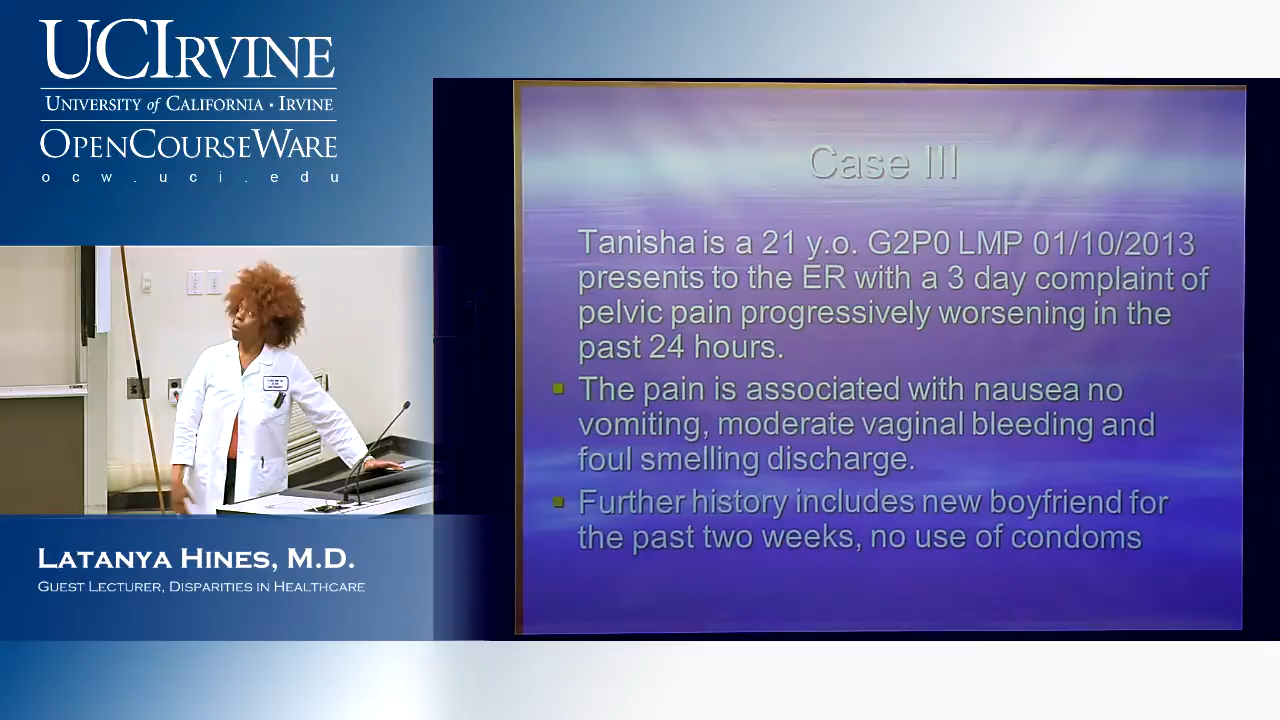 UCIRVINE
UNIVERSITY of CALIFORNIA · IRVINE
OPENCOURSEWARE
ocw.uci.edu
Case III
Tanisha is a 21 y.o. G2P0 LMP 01/10/2013
presents to the ER with a 3 day complaint of
pelvic pain progressively worsening in the
past 24 hours.
The pain is associated with nausea no
vomiting, moderate vaginal bleeding and
foul smelling discharge.
Further history includes new boyfriend for
the past two weeks, no use of condoms
LATANYA HINES, M.D.
GUEST LECTURER, DISPARITIES IN HEALTHCARE